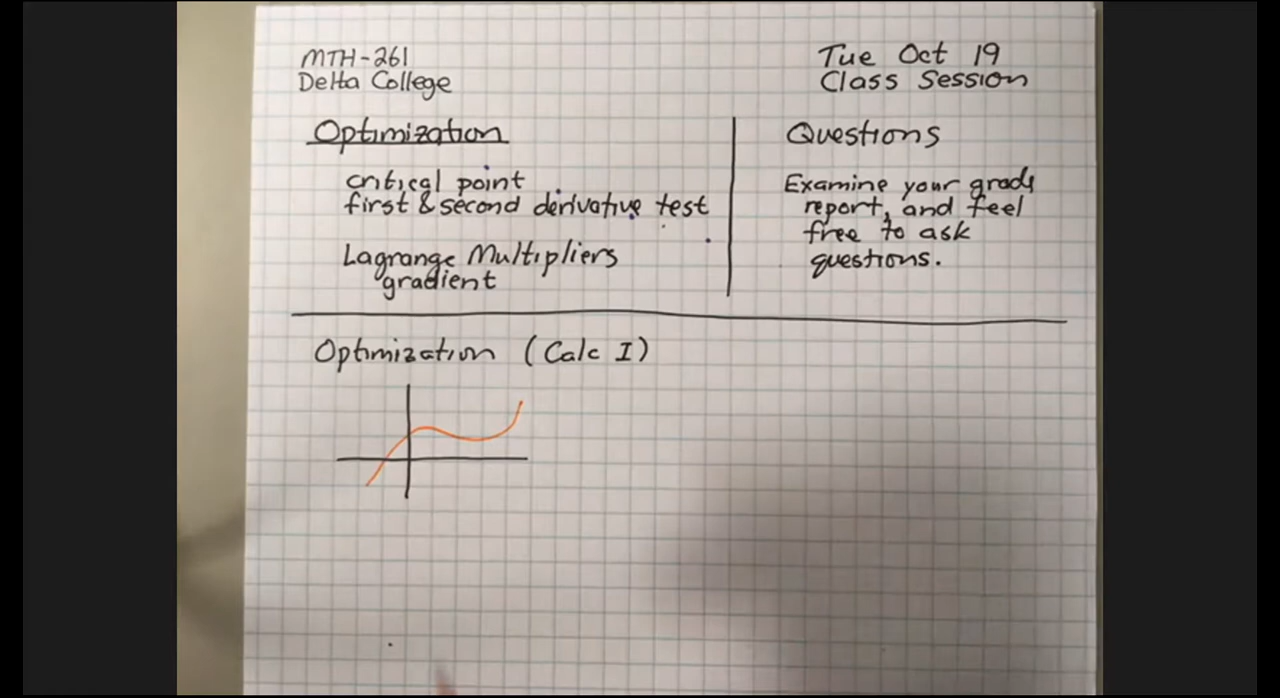 MTH-261
Delta College
Tue Oct 19
Class Session
Optimization
critical point
first & second derivative test
Lagrange Multipliers
gradient
Questions
Examine your grade
report, and feel
free to ask
questions.
Optimization (Calc I)